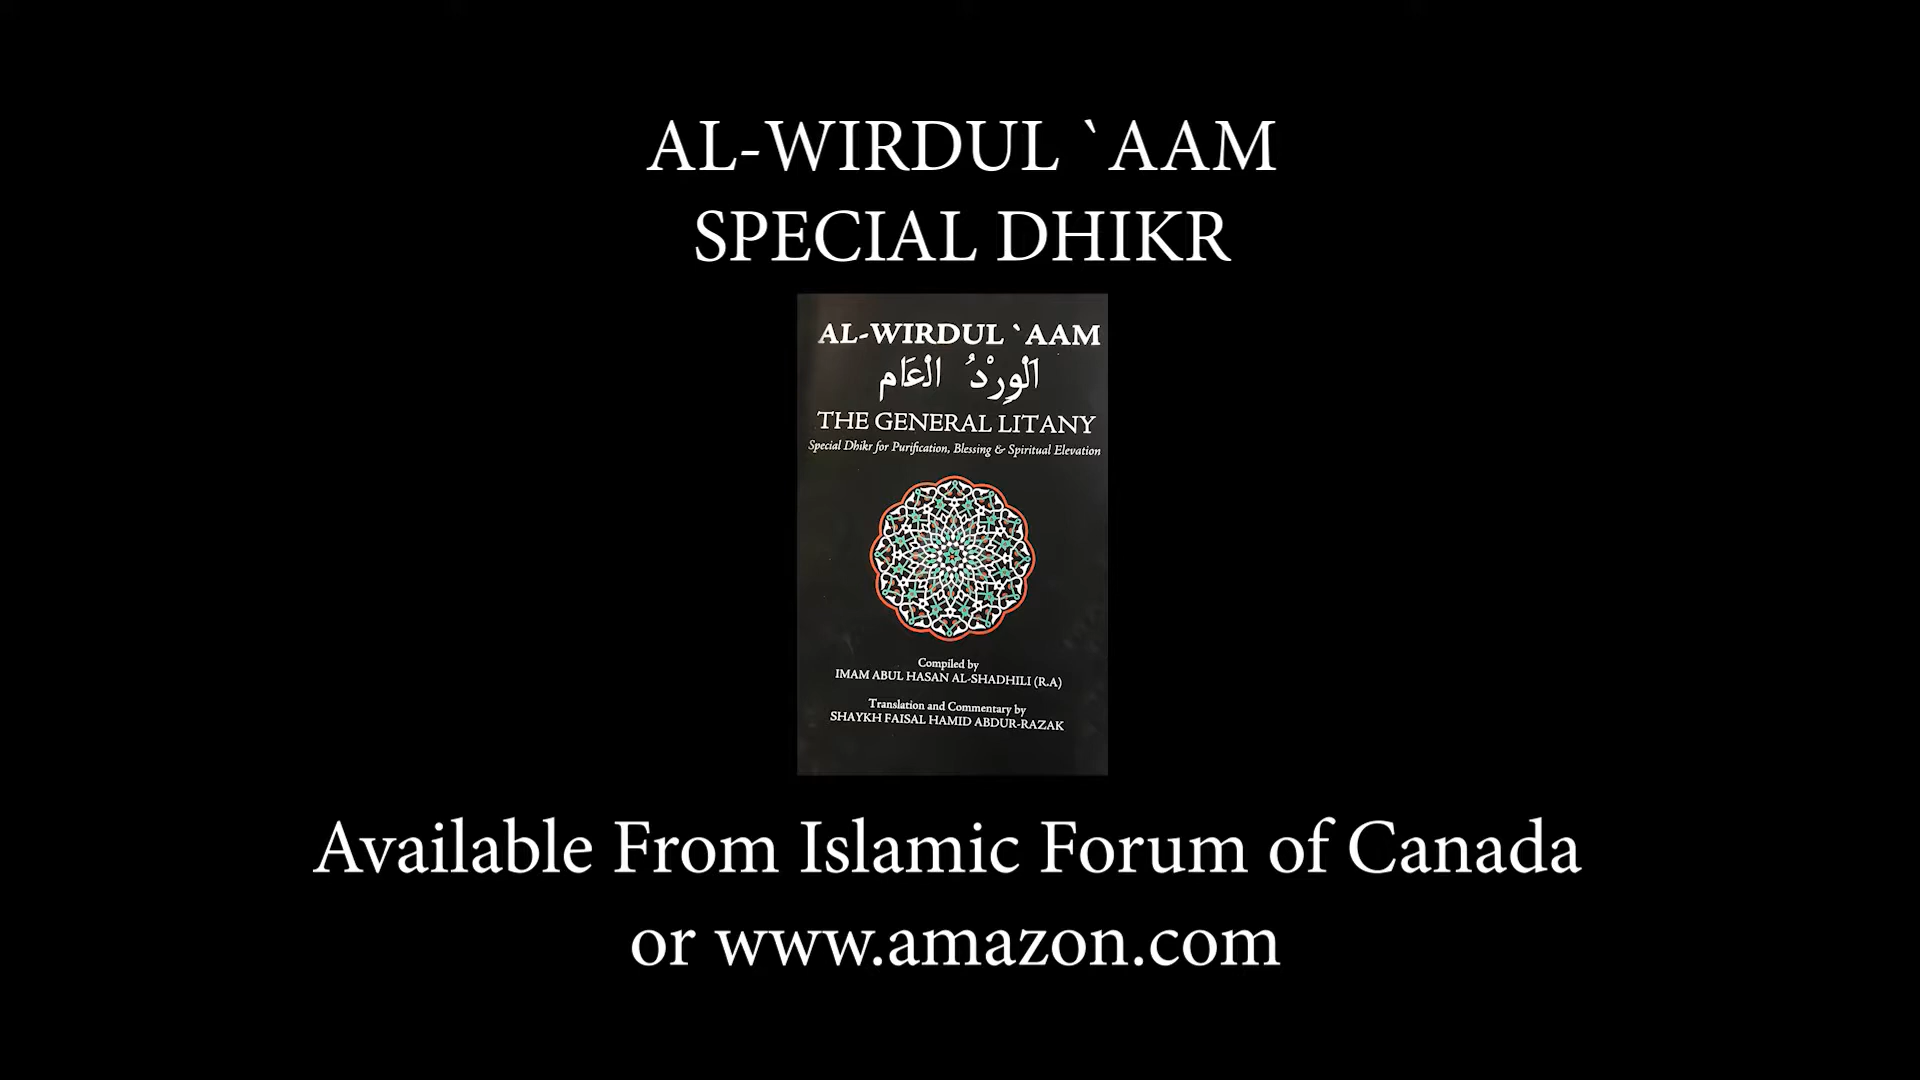 AL-WIRDUL `AAM
SPECIAL DHIKR
AL-WIRDUL `AAM
اَلْوِرْدُ الْعَام
THE GENERAL LITANY
Special Dhikr for Purification, Blessing & Spiritual Elevation
Compiled by
IMAM ABUL HASAN AL-SHADHILI (R.A)
Translation and Commentary by
SHAYKH FAISAL HAMID ABDUR-RAZAK
Available From Islamic Forum of Canada
or www.amazon.com